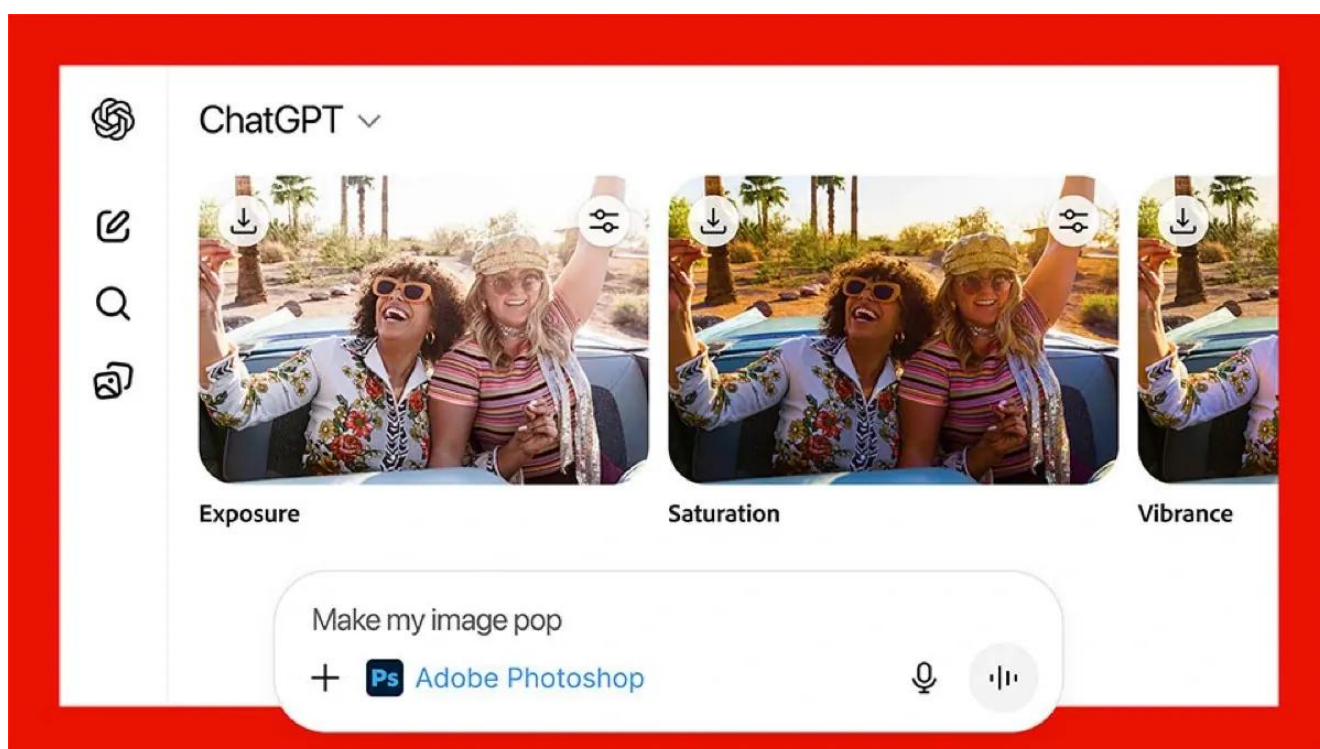 ChatGPT
Exposure
Saturation
Vibrance
Make my image pop
Ps Adobe Photoshop